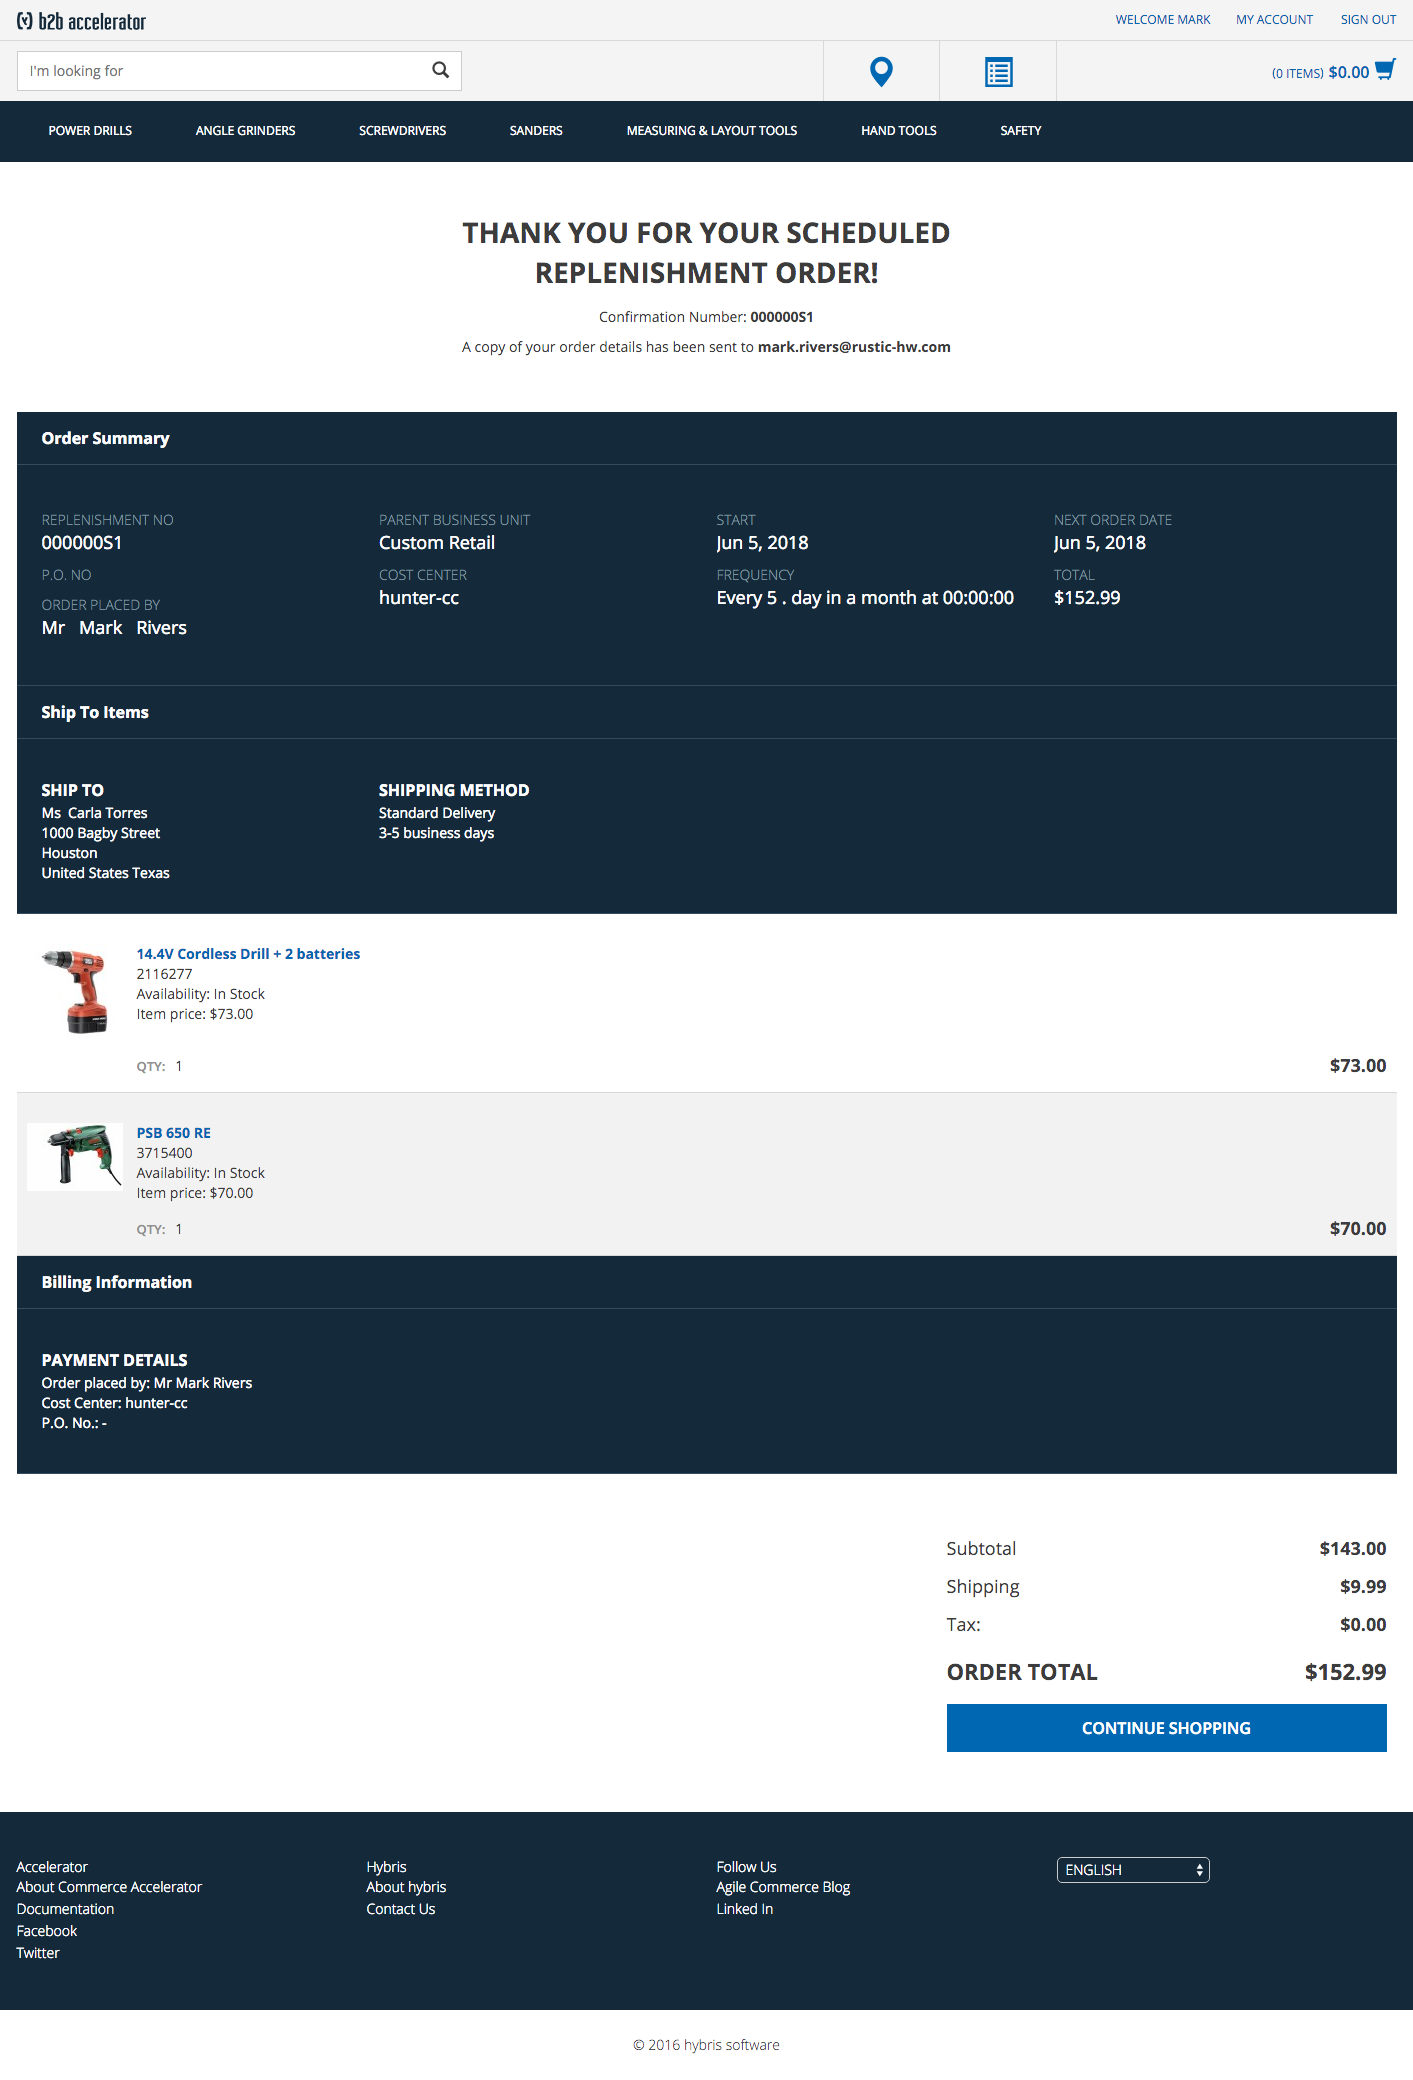 b2b accelerator
WELCOME MARK MY ACCOUNT SIGN OUT
I'm looking for
(0 ITEMS) $0.00
POWER DRILLS ANGLE GRINDERS SCREWDRIVERS SANDERS MEASURING & LAYOUT TOOLS HAND TOOLS SAFETY
THANK YOU FOR YOUR SCHEDULED
REPLENISHMENT ORDER!
Confirmation Number: 000000S1
A copy of your order details has been sent to mark.rivers@rustic-hw.com
Order Summary
REPLENISHMENT NO
000000S1
P.O. NO
ORDER PLACED BY
Mr Mark Rivers
PARENT BUSINESS UNIT
Custom Retail
COST CENTER
hunter-cc
START
Jun 5, 2018
FREQUENCY
Every 5 . day in a month at 00:00:00
NEXT ORDER DATE
Jun 5, 2018
TOTAL
$152.99
Ship To Items
SHIP TO
Ms Carla Torres
1000 Bagby Street
Houston
United States Texas
SHIPPING METHOD
Standard Delivery
3-5 business days
14.4V Cordless Drill + 2 batteries
2116277
Availability: In Stock
Item price: $73.00
QTY: 1
$73.00
PSB 650 RE
3715400
Availability: In Stock
Item price: $70.00
QTY: 1
$70.00
Billing Information
PAYMENT DETAILS
Order placed by: Mr Mark Rivers
Cost Center: hunter-cc
P.O. No.: -
Subtotal $143.00
Shipping $9.99
Tax: $0.00
ORDER TOTAL $152.99
CONTINUE SHOPPING
Accelerator
About Commerce Accelerator
Documentation
Facebook
Twitter
Hybris
About hybris
Contact Us
Follow Us
Agile Commerce Blog
Linked In
ENGLISH
© 2016 hybris software